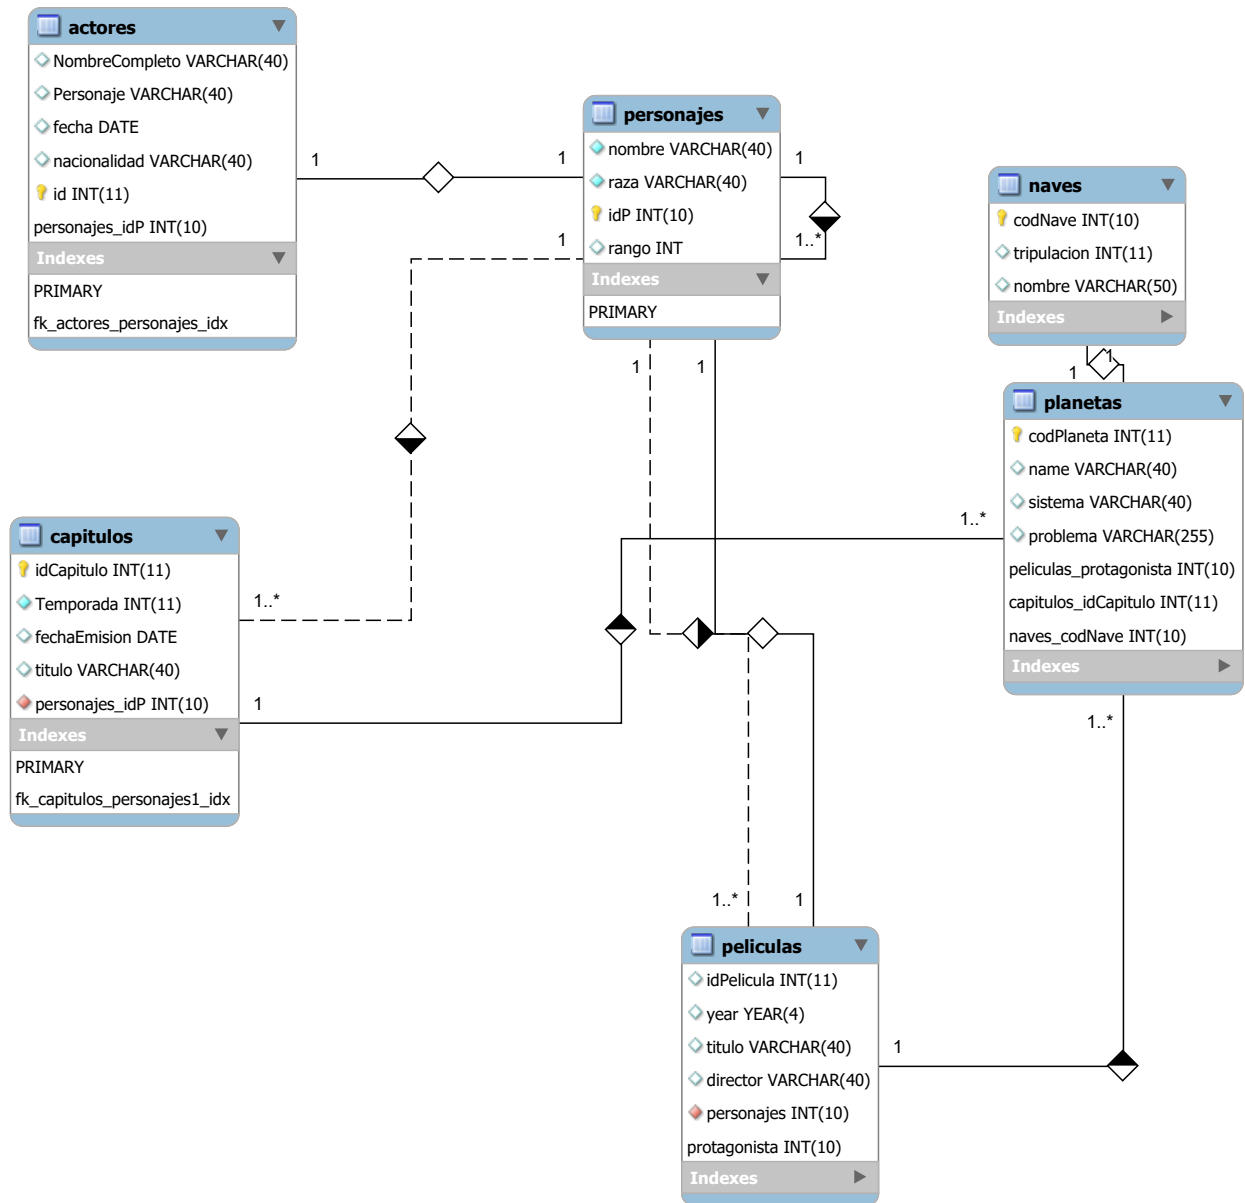 actores
NombreCompleto VARCHAR(40)
Personaje VARCHAR(40)
fecha DATE
nacionalidad VARCHAR(40)
id INT(11)
personajes_idP INT(10)
Indexes
PRIMARY
fk_actores_personajes_idx
1
1
personajes
nombre VARCHAR(40)
raza VARCHAR(40)
idP INT(10)
rango INT
Indexes
PRIMARY
1
1..*
1
1
1
naves
codNave INT(10)
tripulacion INT(11)
nombre VARCHAR(50)
Indexes
1
1
planetas
codPlaneta INT(11)
name VARCHAR(40)
sistema VARCHAR(40)
problema VARCHAR(255)
peliculas_protagonista INT(10)
capitulos_idCapitulo INT(11)
naves_codNave INT(10)
Indexes
1..*
1..*
capitulos
idCapitulo INT(11)
Temporada INT(11)
fechaEmision DATE
titulo VARCHAR(40)
personajes_idP INT(10)
Indexes
PRIMARY
fk_capitulos_personajes1_idx
1..*
1
1..*
1
peliculas
idPelicula INT(11)
year YEAR(4)
titulo VARCHAR(40)
director VARCHAR(40)
personajes INT(10)
protagonista INT(10)
Indexes
1